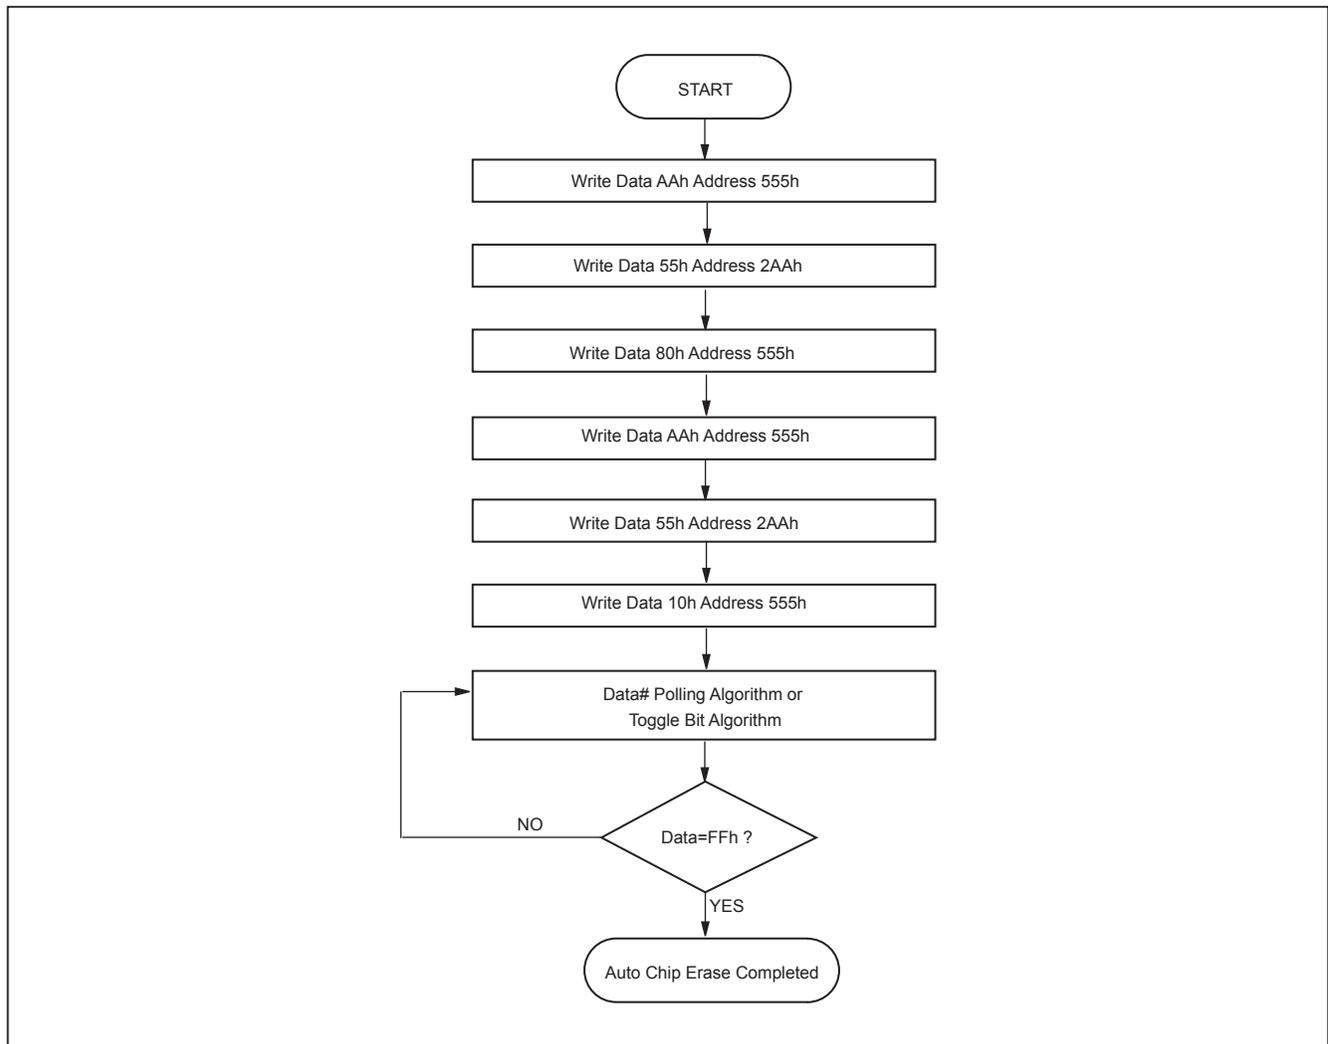 START
Write Data AAh Address 555h
Write Data 55h Address 2AAh
Write Data 80h Address 555h
Write Data AAh Address 555h
Write Data 55h Address 2AAh
Write Data 10h Address 555h
Data# Polling Algorithm or
Toggle Bit Algorithm
NO
Data=FFh ?
YES
Auto Chip Erase Completed